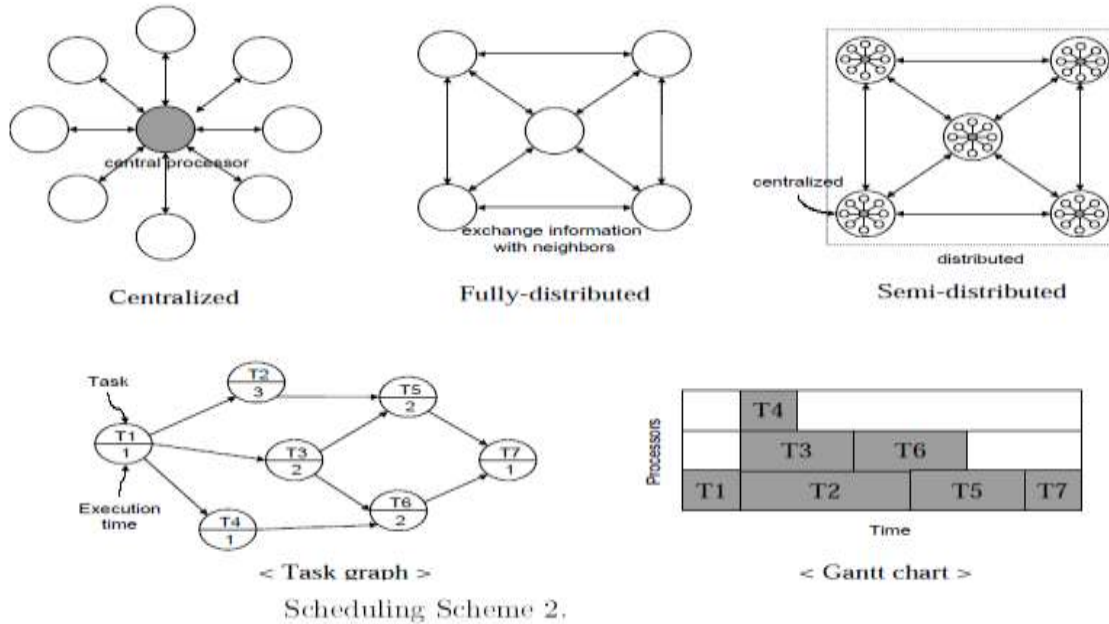 central processor
Centralized
exchange information
with neighbors
Fully-distributed
centralized
distributed
Semi-distributed
Task
T1
1
Execution
time
T2
3
T3
2
T4
1
T5
2
T6
2
T7
1
< Task graph >
Processors
T4
T3
T6
T1
T2
T5
T7
Time
< Gantt chart >
Scheduling Scheme 2.